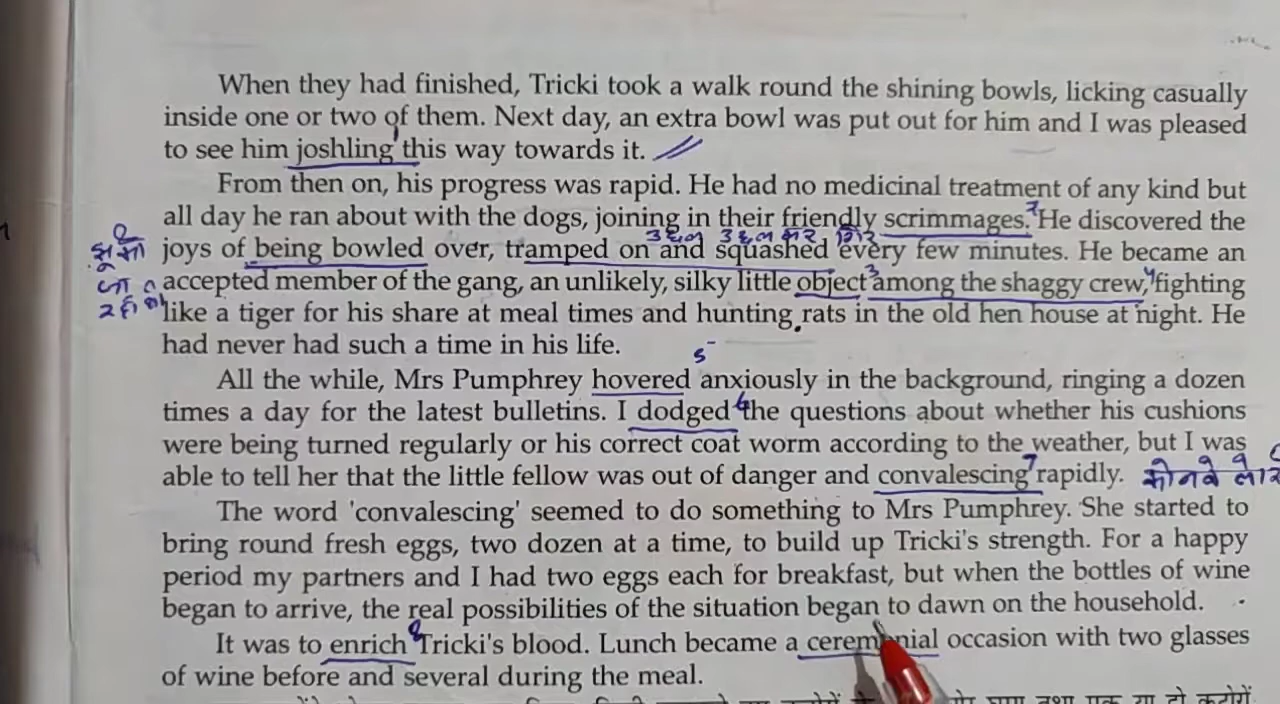 When they had finished, Tricki took a walk round the shining bowls, licking casually
inside one or two of them. Next day, an extra bowl was put out for him and I was pleased
to see him joshling 1 this way towards it.
From then on, his progress was rapid. He had no medicinal treatment of any kind but
all day he ran about with the dogs, joining in their friendly scrimmages. He discovered the
joys of being bowled over, tramped on and squashed every few minutes. He became an
accepted member of the gang, an unlikely, silky little object 3 among the shaggy crew, 4 fighting
like a tiger for his share at meal times and hunting rats in the old hen house at night. He
had never had such a time in his life.
5
All the while, Mrs Pumphrey hovered anxiously in the background, ringing a dozen
times a day for the latest bulletins. I dodged 6 the questions about whether his cushions
were being turned regularly or his correct coat worm according to the weather, but I was
able to tell her that the little fellow was out of danger and convalescing 7 rapidly.
The word 'convalescing' seemed to do something to Mrs Pumphrey. She started to
bring round fresh eggs, two dozen at a time, to build up Tricki's strength. For a happy
period my partners and I had two eggs each for breakfast, but when the bottles of wine
began to arrive, the real possibilities of the situation began to dawn on the household.
It was to enrich 8 Tricki's blood. Lunch became a ceremonial occasion with two glasses
of wine before and several during the meal.